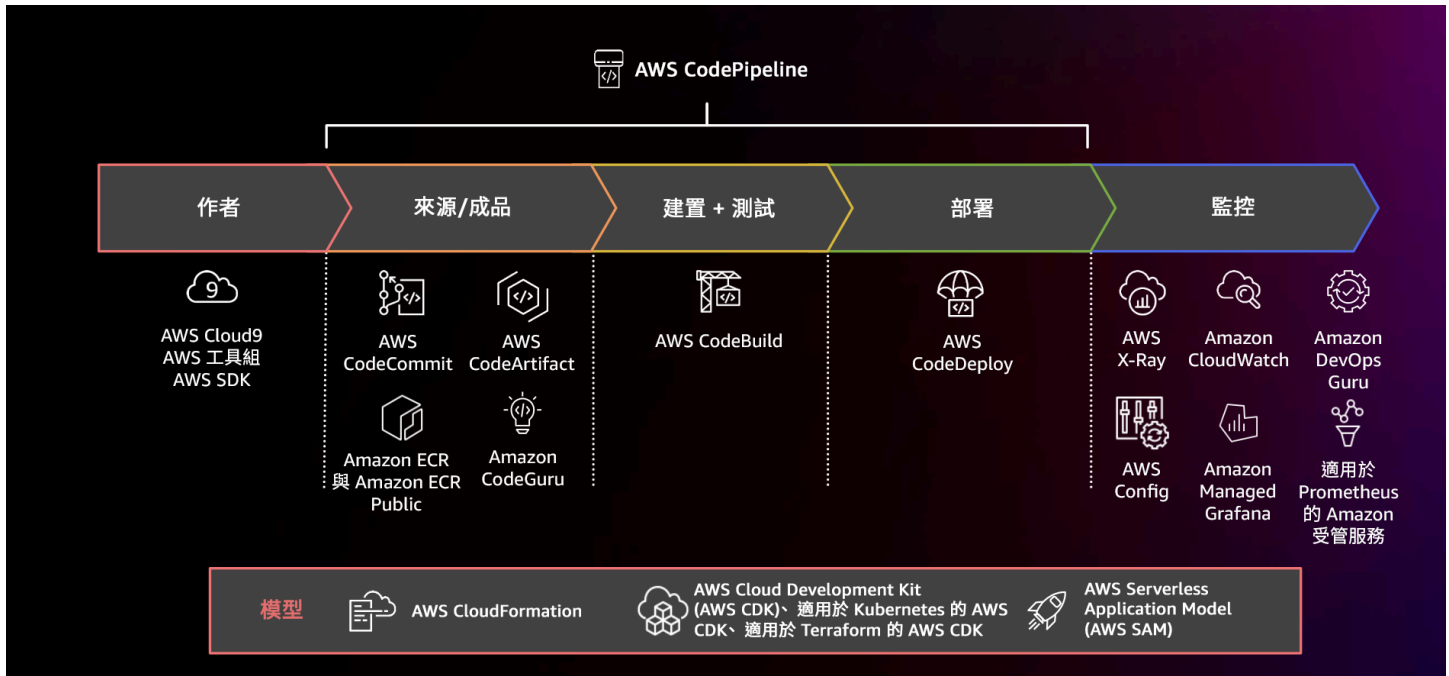 AWS CodePipeline
作者
來源/成品
建置 + 測試
部署
監控
9
AWS Cloud9
AWS 工具組
AWS SDK
AWS
CodeCommit
AWS
CodeArtifact
Amazon ECR
與 Amazon ECR
Public
Amazon
CodeGuru
AWS CodeBuild
AWS
CodeDeploy
AWS
X-Ray
Amazon
CloudWatch
Amazon
DevOps
Guru
AWS
Config
Amazon
Managed
Grafana
適用於
Prometheus
的 Amazon
受管服務
模型
AWS CloudFormation
AWS Cloud Development Kit
(AWS CDK)、適用於 Kubernetes 的 AWS
CDK、適用於 Terraform 的 AWS CDK
AWS Serverless
Application Model
(AWS SAM)